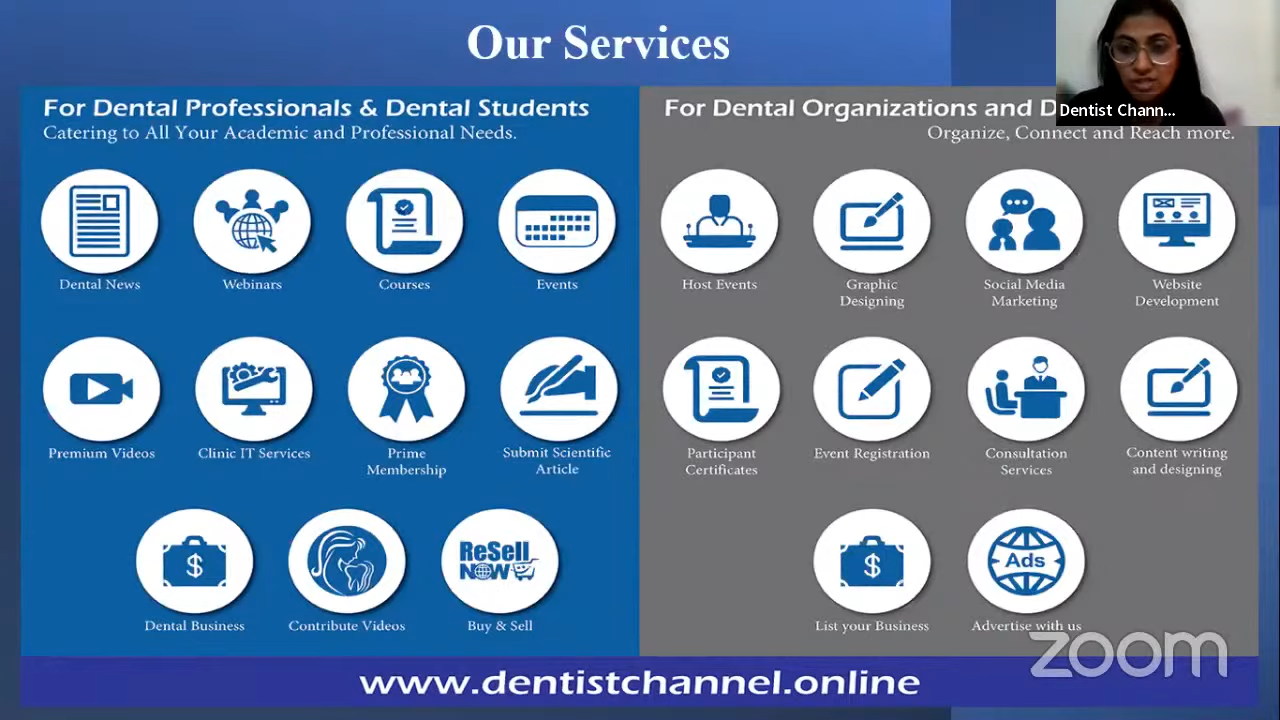 Our Services
For Dental Professionals & Dental Students
Catering to All Your Academic and Professional Needs.
Dental News
Webinars
Courses
Events
Premium Videos
Clinic IT Services
Prime
Membership
Submit Scientific
Article
Dental Business
Contribute Videos
ReSell
NOW
Buy & Sell
For Dental Organizations and D
Dentist Chann...
Organize, Connect and Reach more.
Host Events
Graphic
Designing
Social Media
Marketing
Website
Development
Participant
Certificates
Event Registration
Consultation
Services
Content writing
and designing
List your Business
Ads
Advertise with us
zoom
www.dentistchannel.online